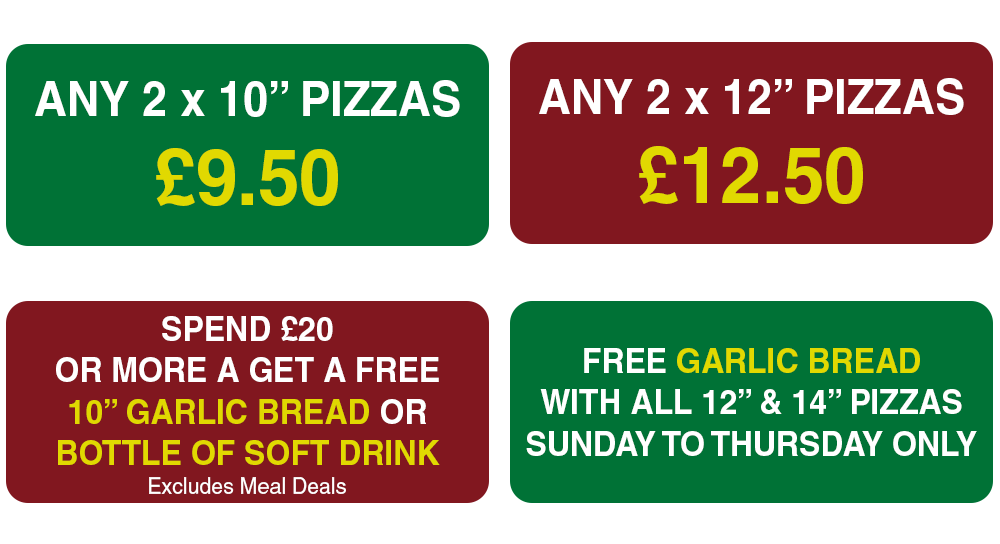 ANY 2 x 10” PIZZAS
£9.50
ANY 2 x 12” PIZZAS
£12.50
SPEND £20
OR MORE A GET A FREE
10” GARLIC BREAD OR
BOTTLE OF SOFT DRINK
Excludes Meal Deals
FREE GARLIC BREAD
WITH ALL 12” & 14” PIZZAS
SUNDAY TO THURSDAY ONLY